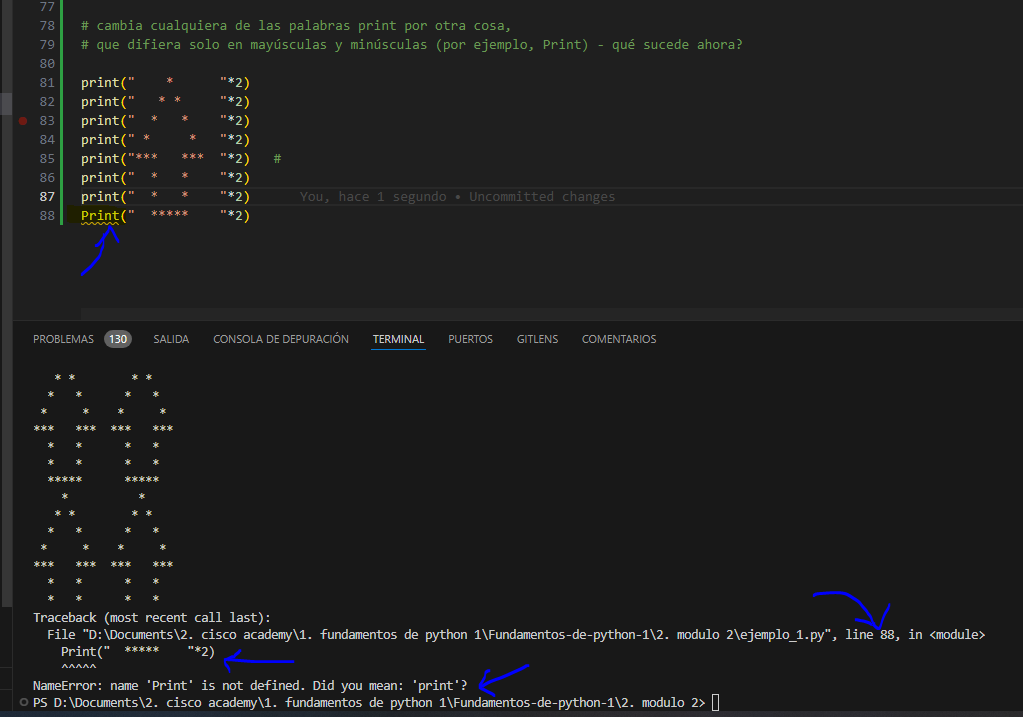 77
78 # cambia cualquiera de las palabras print por otra cosa,
79 # que difiera solo en mayúsculas y minúsculas (por ejemplo, Print) - qué sucede ahora?
80
81 print("    *      "*2)
82 print("   * *     "*2)
83 print("  *   *    "*2)
84 print(" *     *   "*2)
85 print("***   ***  "*2)   #
86 print("  *   *    "*2)
87 print("  *   *    "*2)       You, hace 1 segundo • Uncommitted changes
88 Print("  *****    "*2)
PROBLEMAS 130 SALIDA CONSOLA DE DEPURACIÓN TERMINAL PUERTOS GITLENS COMENTARIOS
   * *        * *
  *   *      *   *
 *     *    *     *
***   ***  ***   ***
  *   *      *   *
  *   *      *   *
  *****      *****
    *          *
   * *        * *
  *   *      *   *
 *     *    *     *
***   ***  ***   ***
  *   *      *   *
  *   *      *   *
Traceback (most recent call last):
  File "D:\Documents\2. cisco academy\1. fundamentos de python 1\Fundamentos-de-python-1\2. modulo 2\ejemplo_1.py", line 88, in <module>
    Print("  *****    "*2)
    ^^^^^
NameError: name 'Print' is not defined. Did you mean: 'print'?
PS D:\Documents\2. cisco academy\1. fundamentos de python 1\Fundamentos-de-python-1\2. modulo 2>